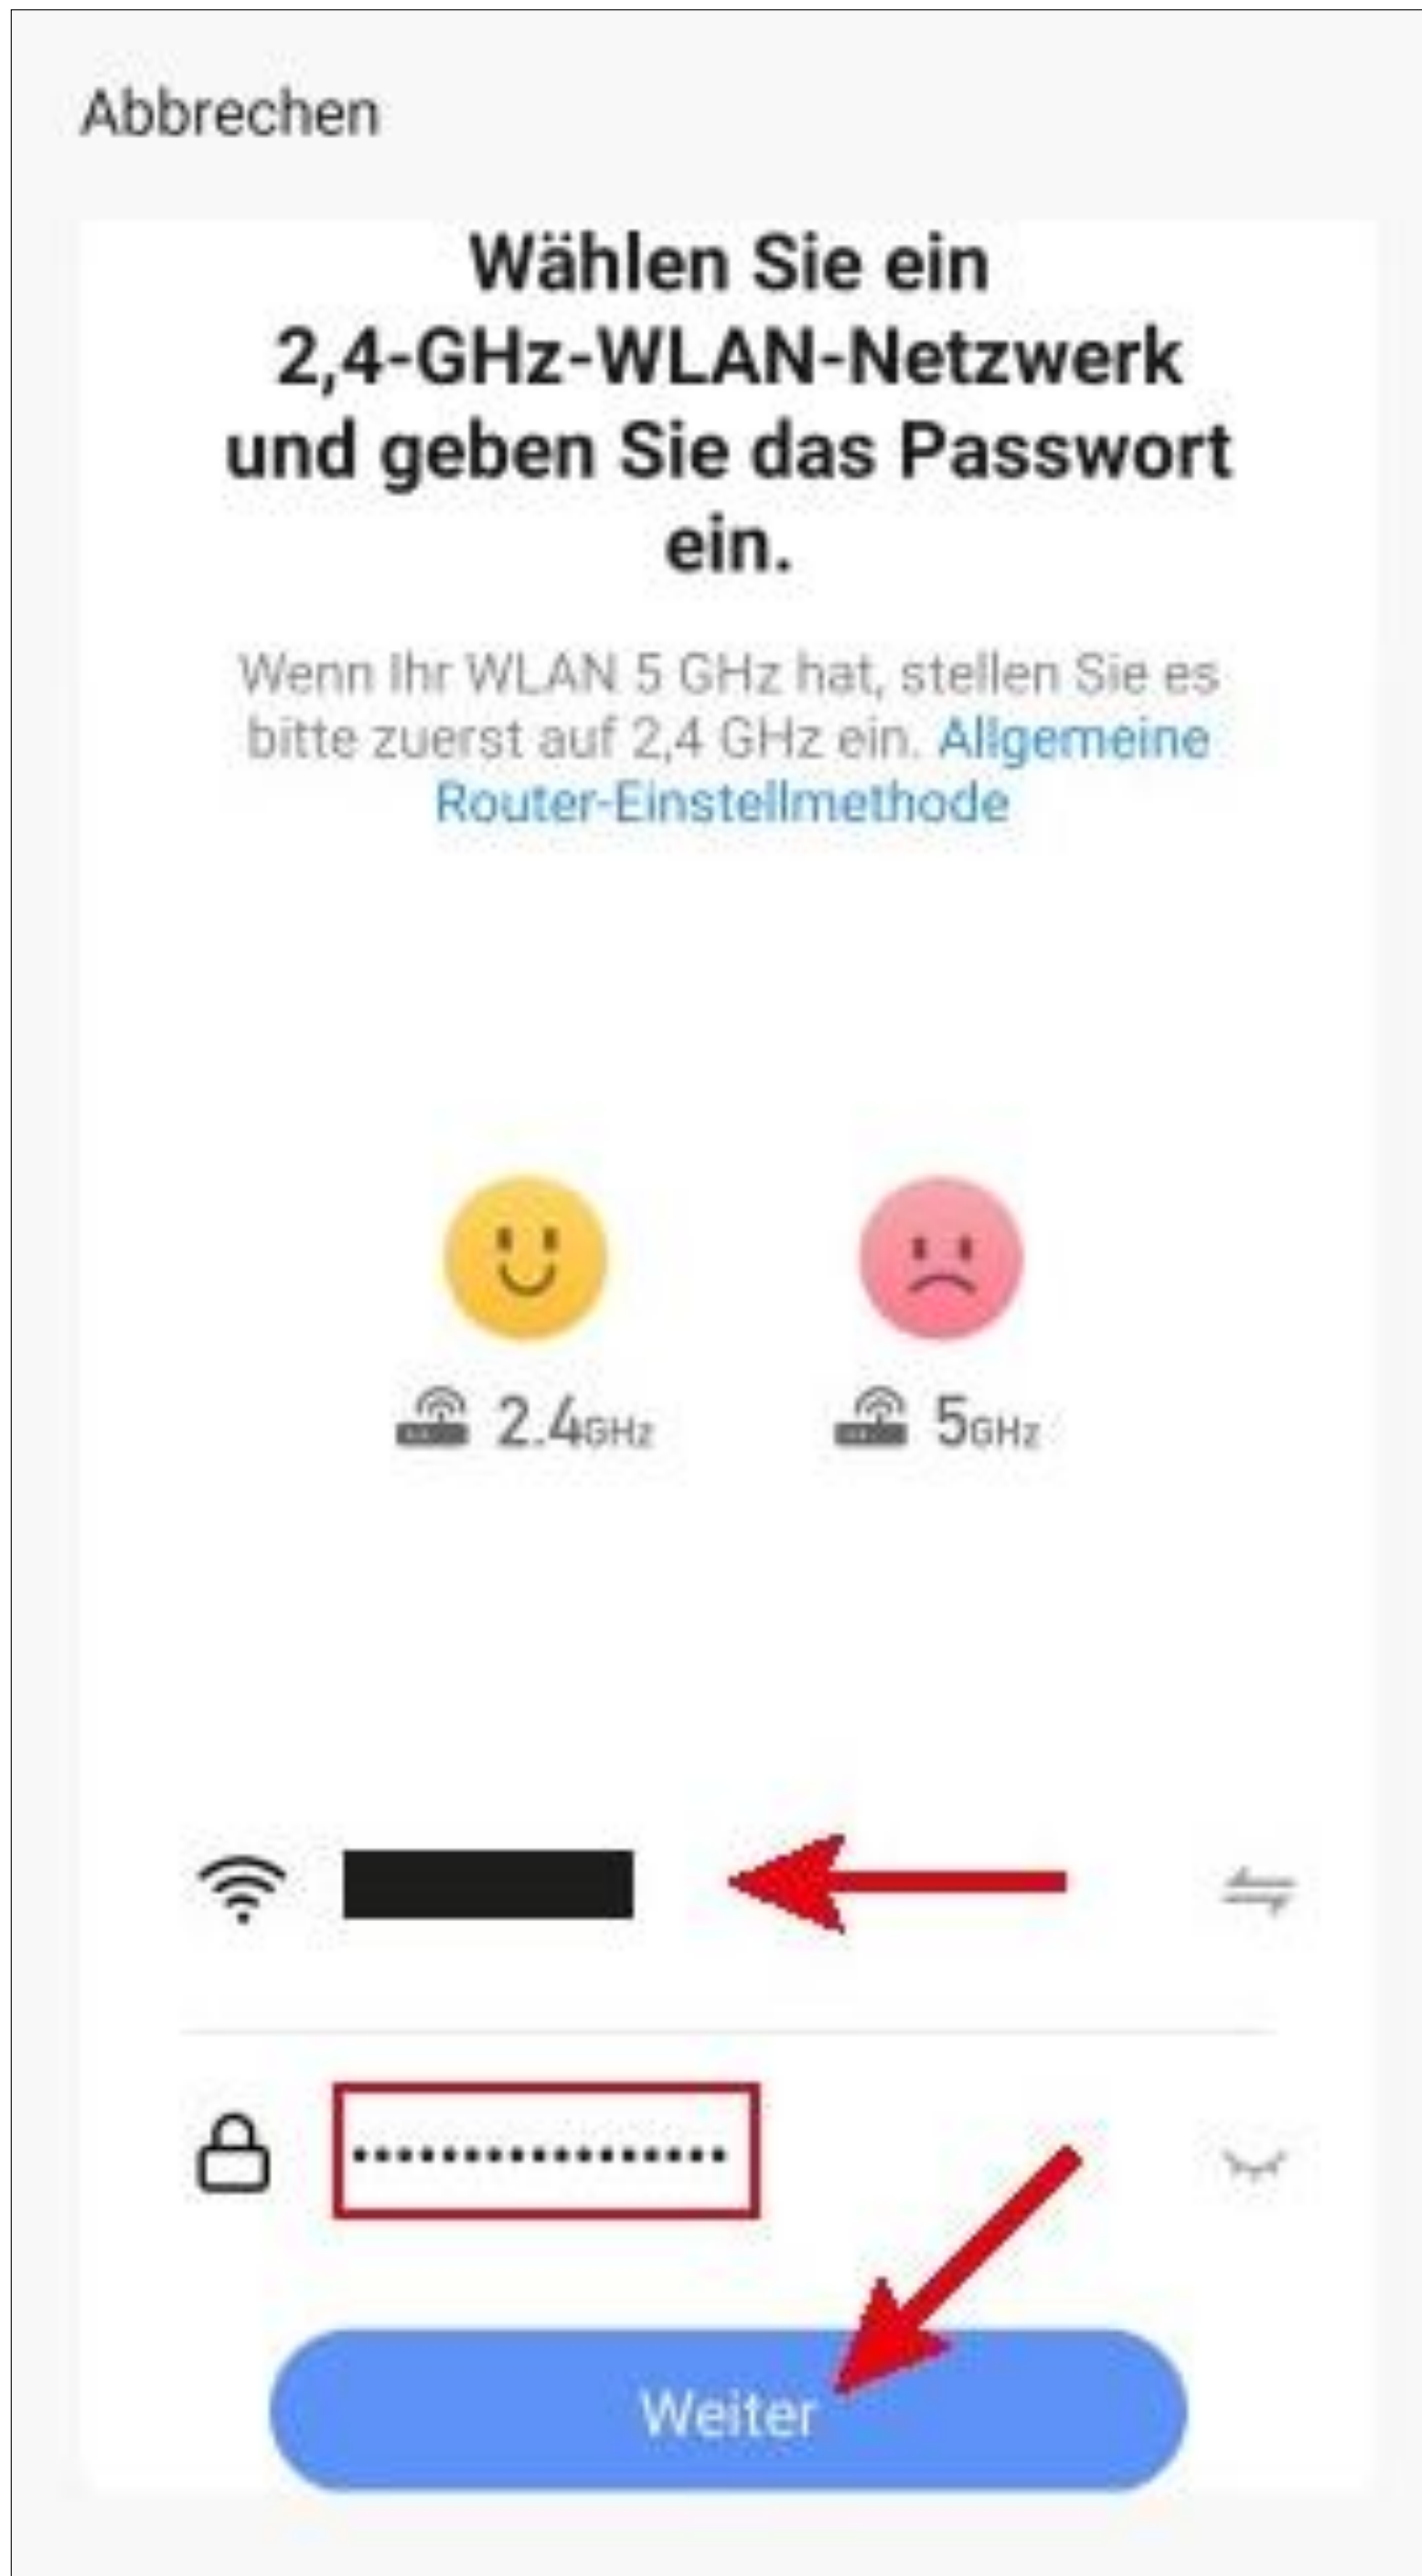 Abbrechen
Wählen Sie ein
2,4-GHz-WLAN-Netzwerk
und geben Sie das Passwort
ein.
Wenn Ihr WLAN 5 GHz hat, stellen Sie es
bitte zuerst auf 2,4 GHz ein. Allgemeine
Router-Einstellmethode
2.4GHz 5GHz
Weiter